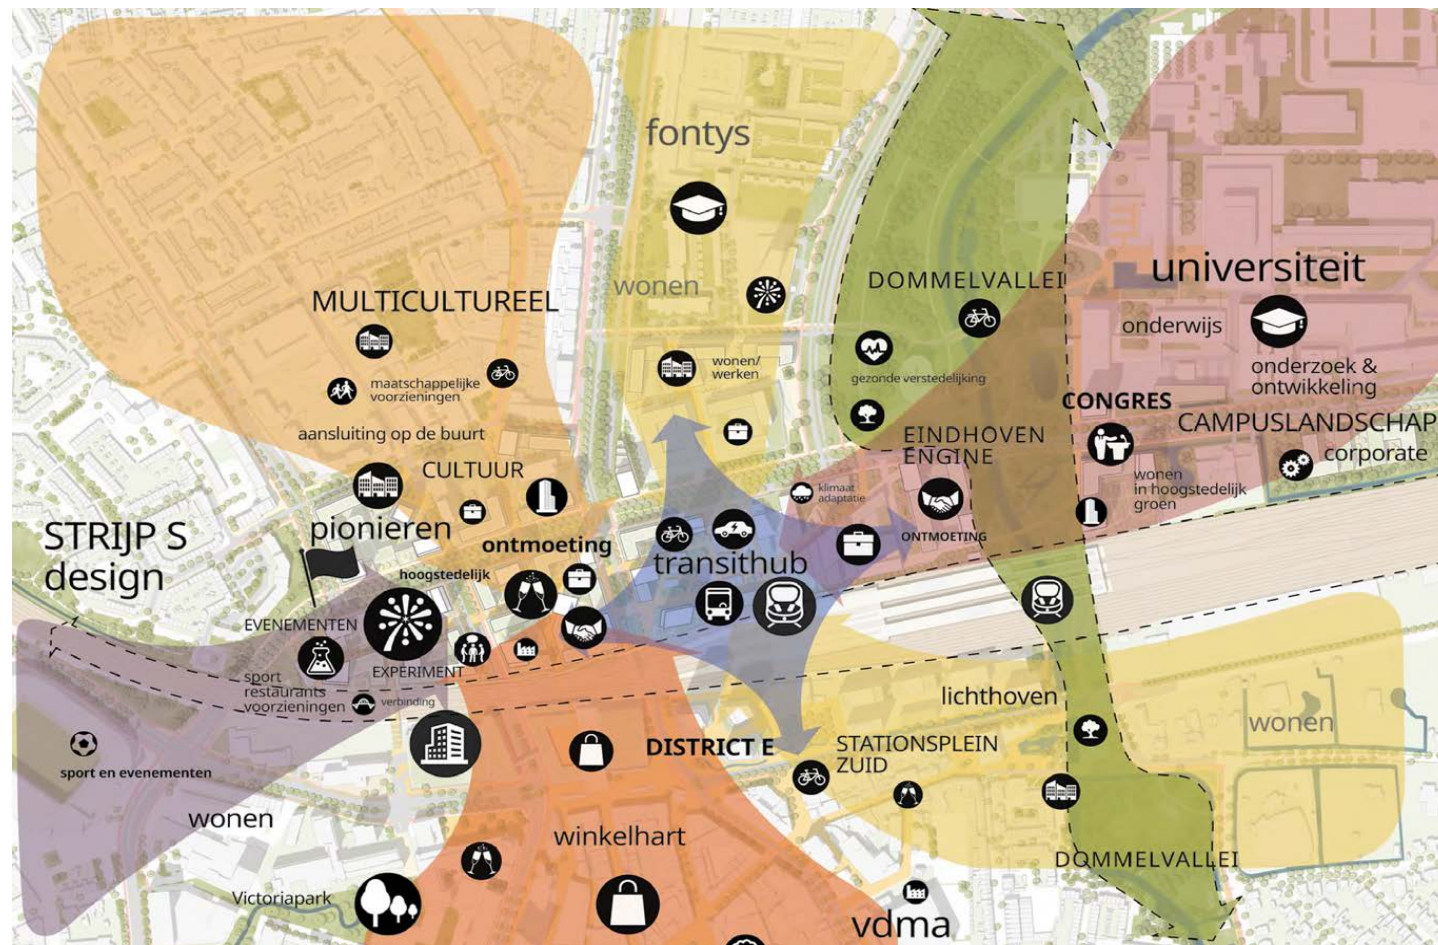 fontys
wonen
wonen/
werken
MULTICULTUREEL
maatschappelijke
voorzieningen
aansluiting op de buurt
CULTUUR
pionieren
STRIJP S
design
ontmoeting
hoogstedelijk
EVENEMENTEN
EXPERIMENT
sport
restaurants
voorzieningen
verbinding
sport en evenementen
wonen
Victoriapark
DOMMELVALLEI
gezonde verstedelijking
EINDHOVEN
ENGINE
klimaat
adaptatie
ONTMOETING
transithub
universiteit
onderwijs
onderzoek &
ontwikkeling
CONGRES
CAMPUSLANDSCHAP
corporate
wonen
in hoogstedelijk
groen
lichthoven
wonen
DISTRICT E
STATIONSPLEIN
ZUID
winkelhart
DOMMELVALLEI
vdma